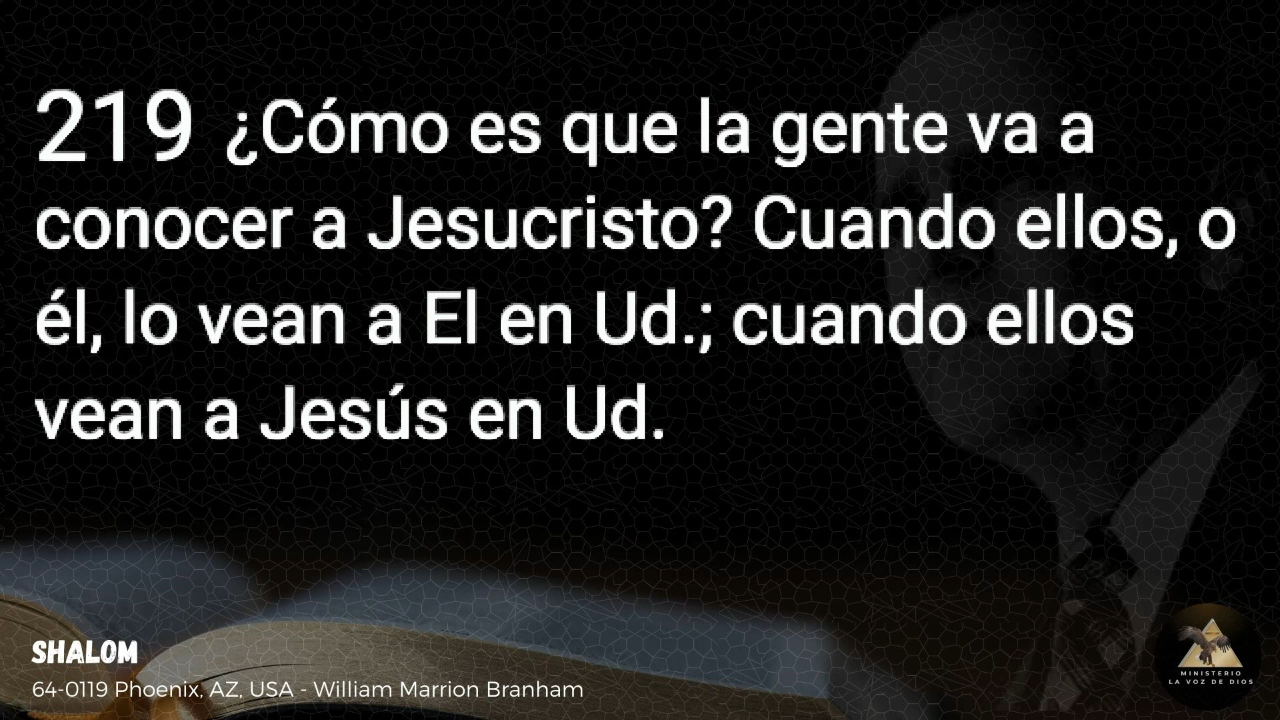 219 ¿Cómo es que la gente va a
conocer a Jesucristo? Cuando ellos, o
él, lo vean a El en Ud.; cuando ellos
vean a Jesús en Ud.
SHALOM
64-0119 Phoenix, AZ, USA - William Marrion Branham
MINISTERIO
LA VOZ DE DIOS